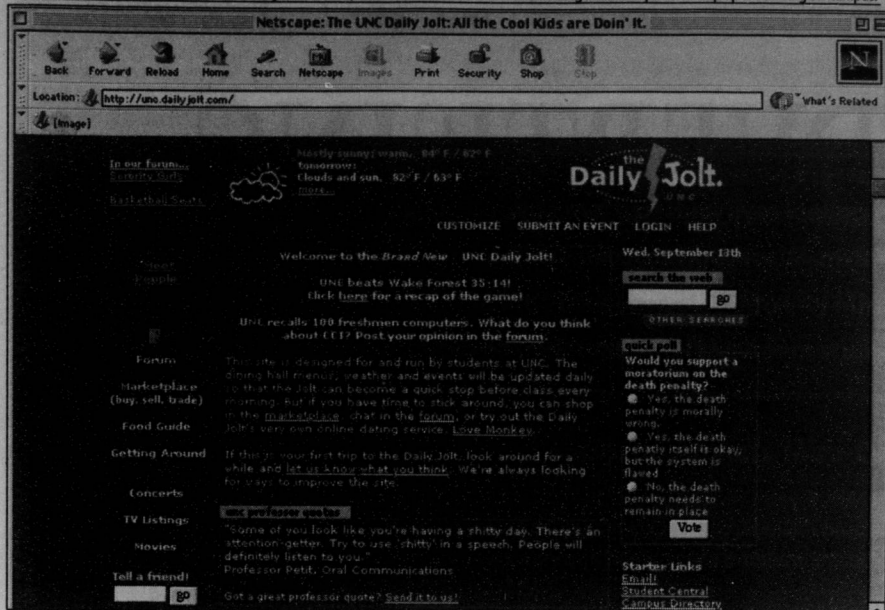 Netscape: The UNC Daily Jolt: All the Cool Kids are Doin' It.
Back Forward Reload Home Search Netscape Images Print Security Shop Stop
Location: http://unc.dailyjolt.com/
What's Related
(Image)
In our forum...
Security Guds
Basketball Seats
Mostly sunny; warm. 84° F / 62° F
tomorrow:
Clouds and sun. 82° F / 63° F
more...
the
Daily Jolt.
UNC
CUSTOMIZE SUBMIT AN EVENT LOGIN HELP
People
Forum
Marketplace
(buy, sell, trade)
Food Guide
Getting Around
Concerts
TV Listings
Movies
Tell a friend!
go
Welcome to the Brand New UNC Daily Jolt!
UNC beats Wake Forest 35-14!
Click here for a recap of the game!
UNC recalls 100 freshmen computers. What do you think
about CCI? Post your opinion in the forum.
This site is designed for and run by students at UNC. The
dining hall menus, weather and events will be updated daily
so that the Jolt can become a quick stop before class every
morning. But if you have time to stick around, you can shop
in the marketplace, chat in the forum, or try out the Daily
Jolt's very own online dating service, Love Monkey.
If this is your first trip to the Daily Jolt, look around for a
while and let us know what you think. We're always looking
for ways to improve the site.
unc professor quotes
"Some of you look like you're having a shitty day. There's an
attention-getter. Try to use 'shitty' in a speech. People will
definitely listen to you."
Professor Petit, Oral Communications
Got a great professor quote? Send it to us!
Wed, September 13th
search the web
go
OTHER SEARCHES
quick poll
Would you support a
moratorium on the
death penalty?
Yes, the death
penalty is morally
wrong.
Yes, the death
penalty itself is okay,
but the system is
flawed
No, the death
penalty needs to
remain in place
Vote
Starter Links
Email!
Student Central
Campus Directory